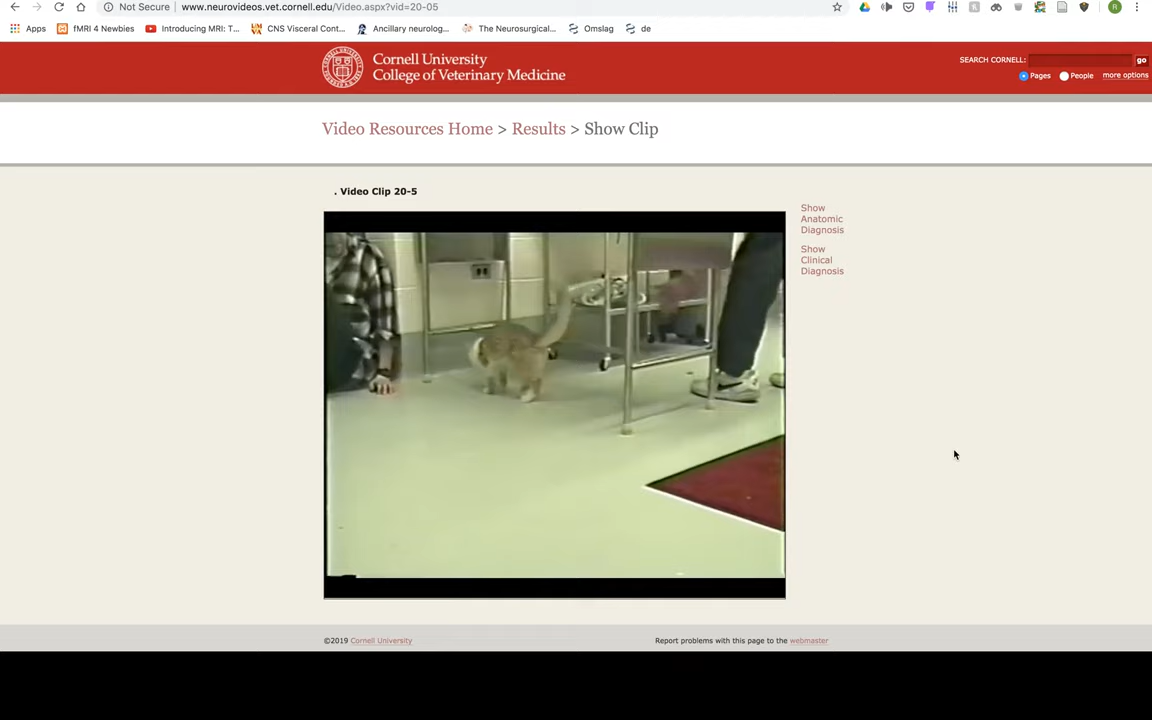 Not Secure www.neurovideos.vet.cornell.edu/Video.aspx?vid=20-05
Apps fMRI 4 Newbies Introducing MRI: T... CNS Visceral Cont... Ancillary neurolog... The Neurosurgical... Omslag de
R
Cornell University
College of Veterinary Medicine
SEARCH CORNELL: go
Pages People more options
Video Resources Home > Results > Show Clip
. Video Clip 20-5
Show
Anatomic
Diagnosis
Show
Clinical
Diagnosis
©2019 Cornell University
Report problems with this page to the webmaster